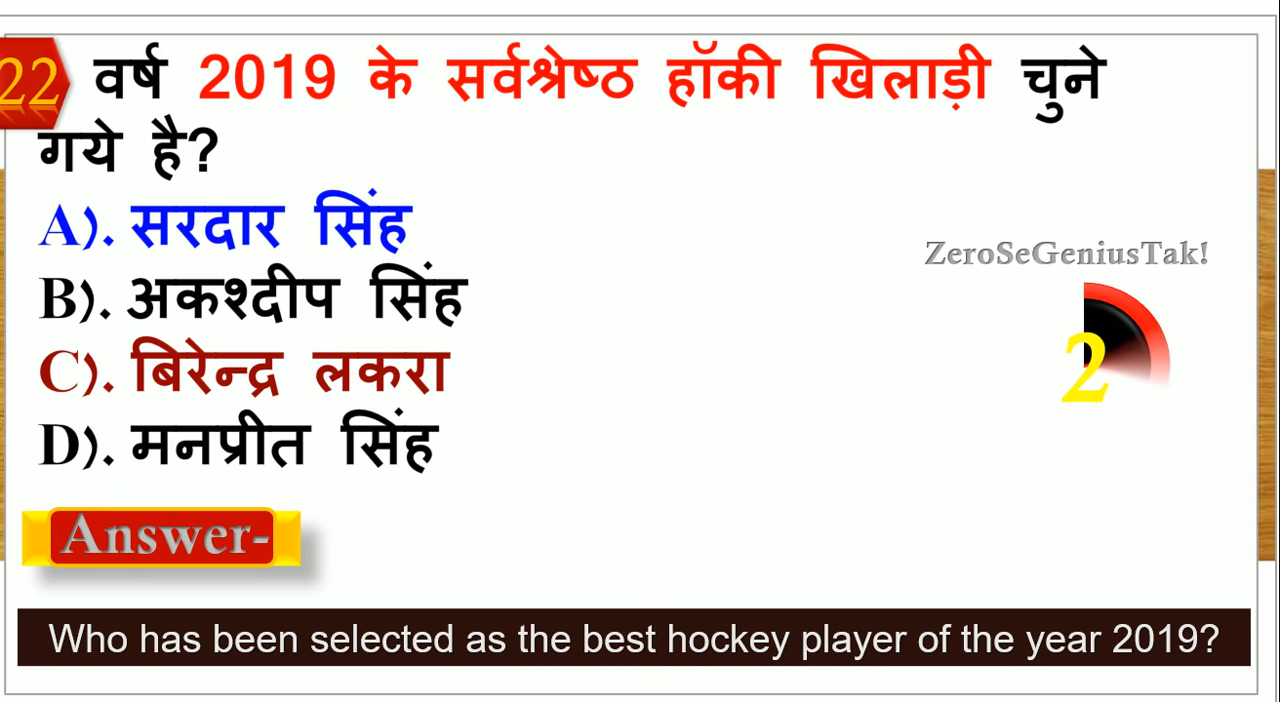 22 वर्ष 2019 के सर्वश्रेष्ठ हॉकी खिलाड़ी चुने
गये है?
A). सरदार सिंह
B). अकश्दीप सिंह
C). बिरेन्द्र लकरा
D). मनप्रीत सिंह
ZeroSeGeniusTak!
2
Answer-
Who has been selected as the best hockey player of the year 2019?